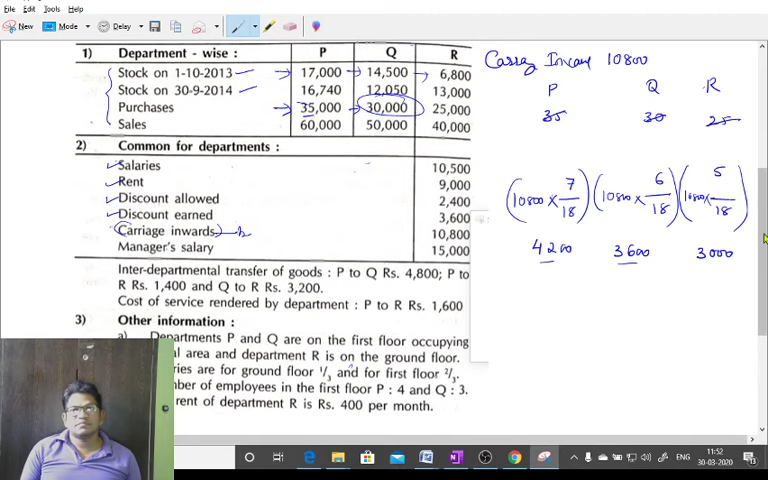 File Actions Tools Help
New Mode Delay
1) Department - wise : P Q R
Stock on 1-10-2013 17,000 14,500 6,800
Stock on 30-9-2014 16,740 12,050 13,000
Purchases 35,000 30,000 25,000
Sales 60,000 50,000 40,000
2) Common for departments :
Salaries 10,500
Rent 9,000
Discount allowed 2,400
Discount earned 3,600
Carriage inwards 10,800
Manager's salary 15,000
Inter-departmental transfer of goods : P to Q Rs. 4,800; P to
R Rs. 1,400 and Q to R Rs. 3,200.
Cost of service rendered by department : P to R Rs. 1,600
3) Other information :
a) Departments P and Q are on the first floor occupying
al area and department R is on the ground floor.
ries are for ground floor 1/3 and for first floor 2/3.
mber of employees in the first floor P : 4 and Q : 3.
rent of department R is Rs. 400 per month.
10800
P Q R
35 30 25
(10800 × 7/18) (10800 × 6/18) (10800 × 5/18)
4200 3600 3000
ENG
11:52
30-03-2020
13